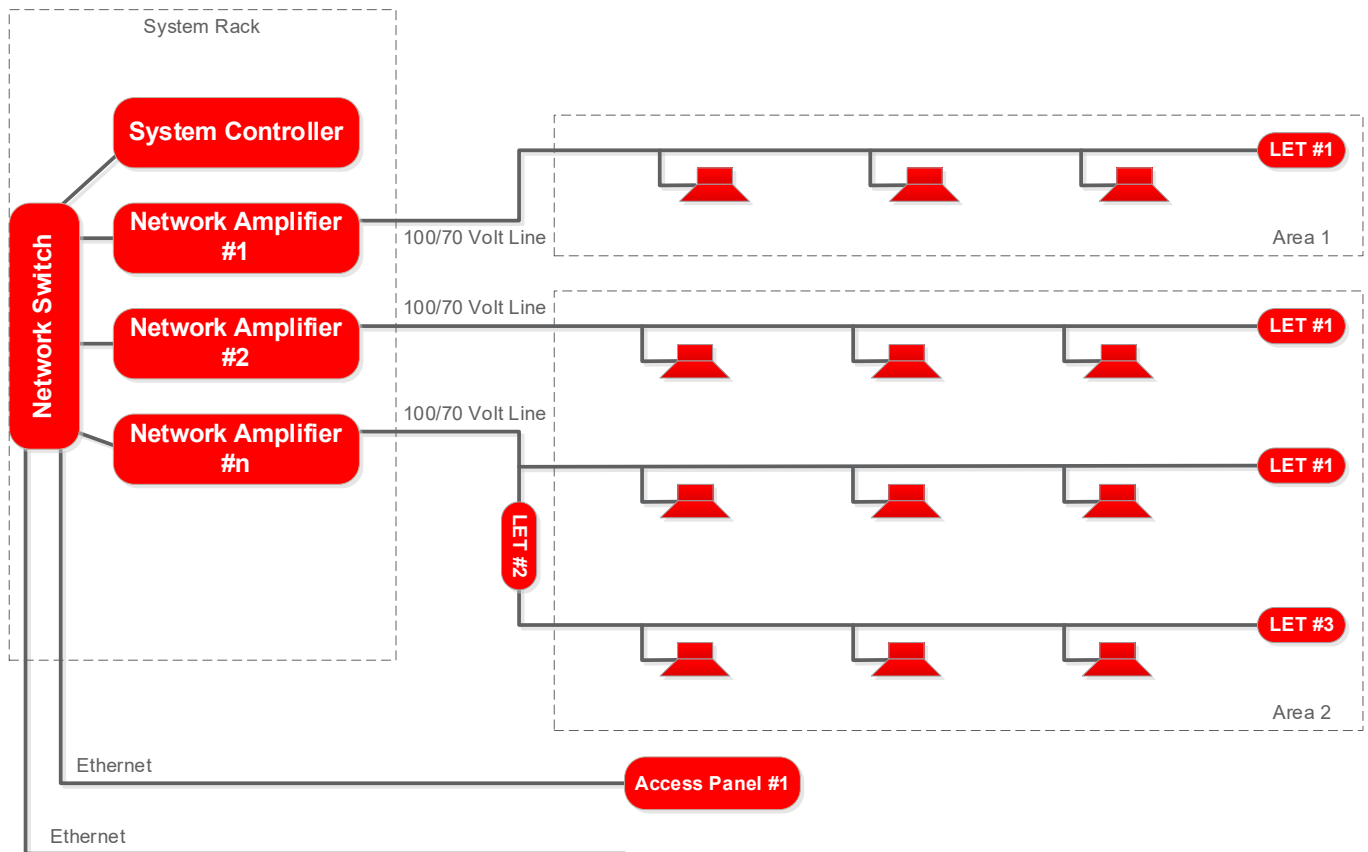 System Rack
System Controller
Network Switch
Network Amplifier
#1
100/70 Volt Line
LET #1
Area 1
Network Amplifier
#2
100/70 Volt Line
LET #1
Network Amplifier
#n
100/70 Volt Line
LET #1
LET #2
LET #3
Area 2
Ethernet
Access Panel #1
Ethernet